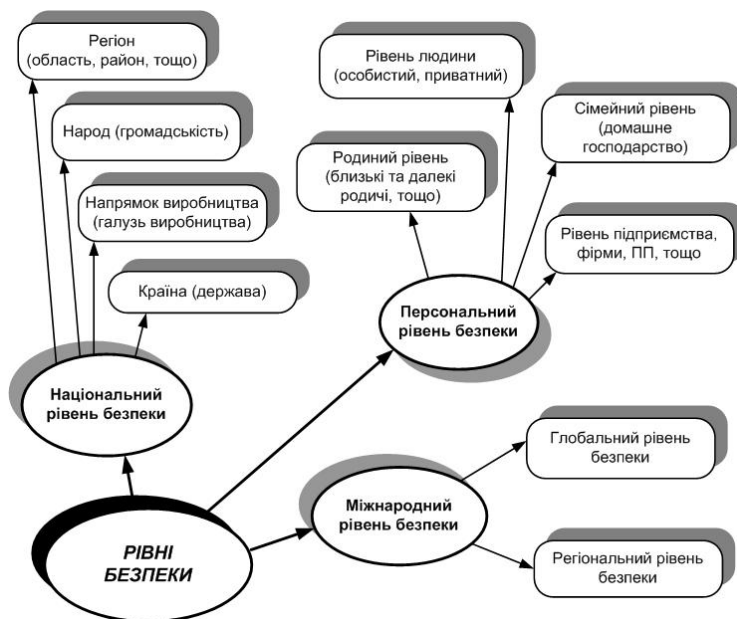 Регіон
(область, район, тощо)
Народ (громадськість)
Напрямок виробництва
(галузь виробництва)
Країна (держава)
Національний
рівень безпеки
Рівень людини
(особистий, приватний)
Сімейний рівень
(домашнє
господарство)
Родиний рівень
(близькі та далекі
родичі, тощо)
Рівень підприємства,
фірми, ПП, тощо
Персональний
рівень безпеки
Глобальний рівень
безпеки
Міжнародний
рівень безпеки
Регіональний рівень
безпеки
РІВНІ
БЕЗПЕКИ